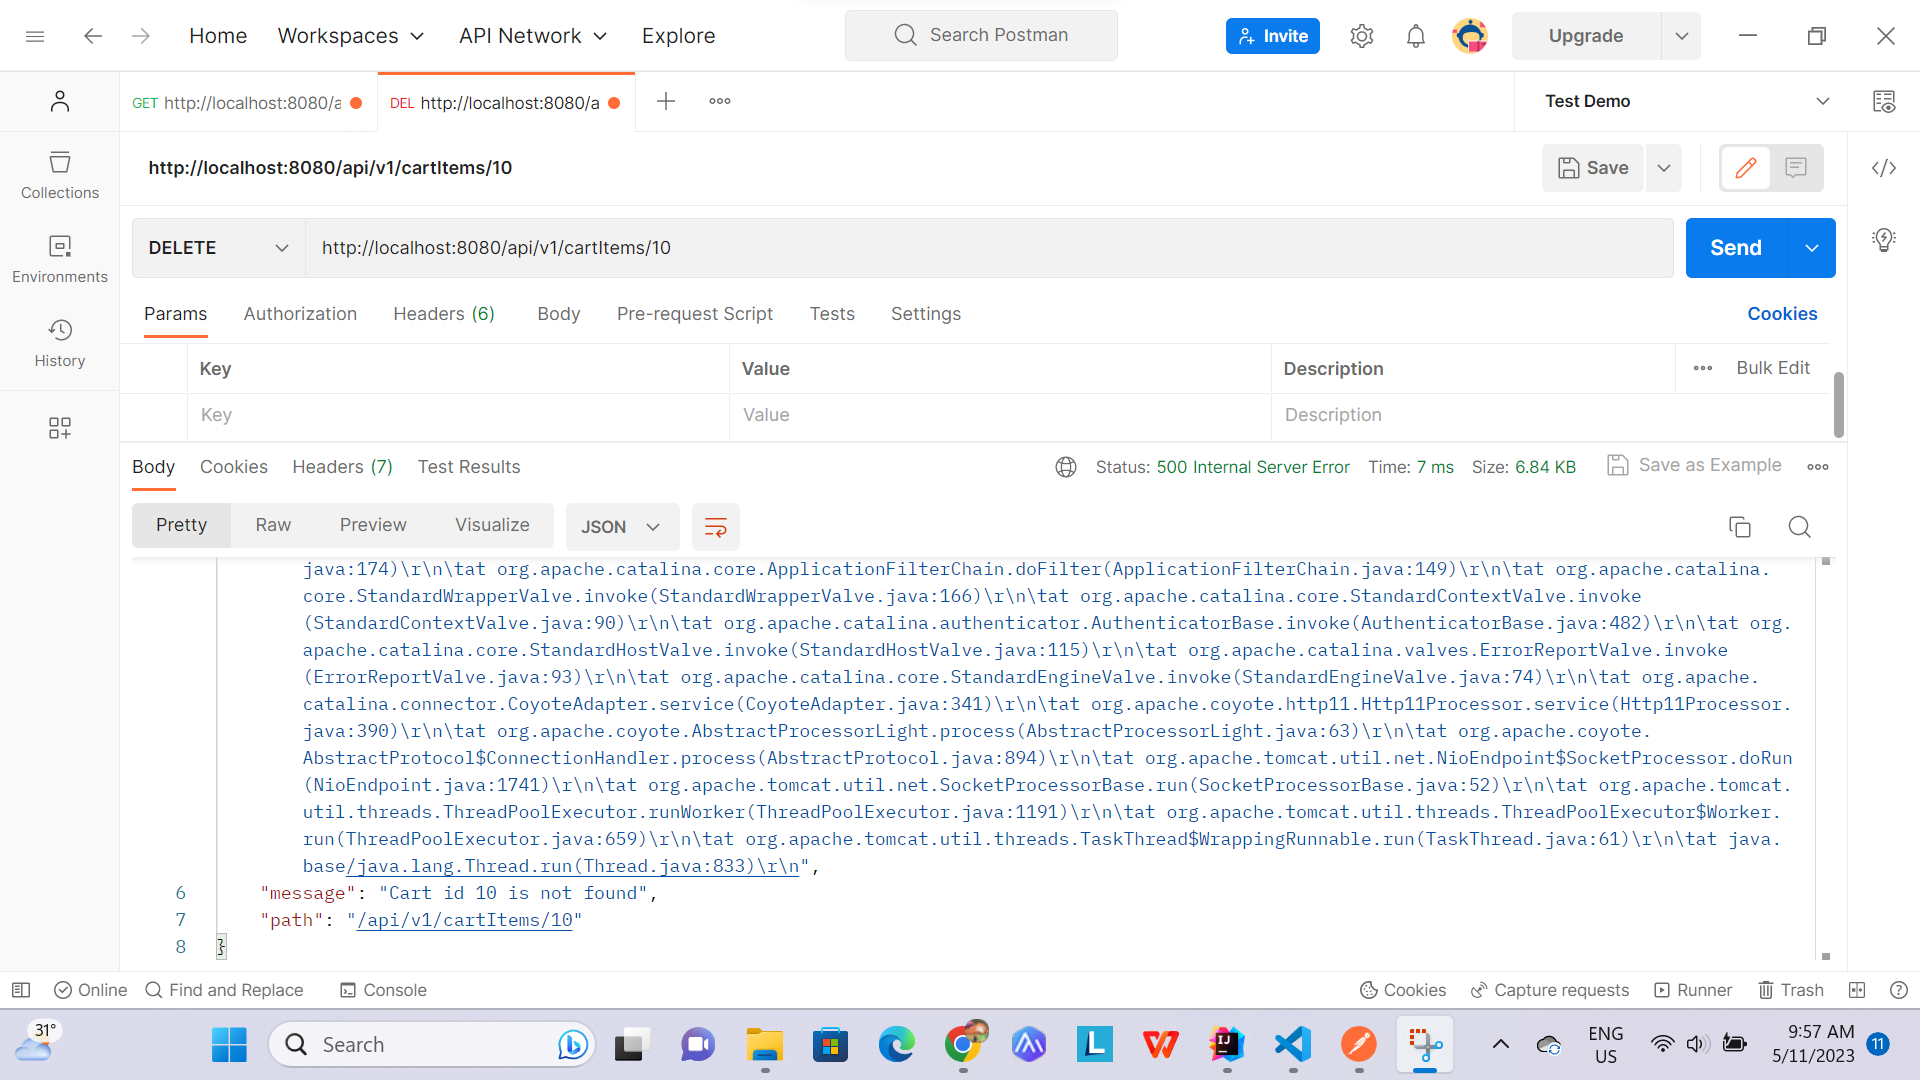 Home Workspaces API Network Explore Search Postman Invite Upgrade
GET http://localhost:8080/a DEL http://localhost:8080/a Test Demo
http://localhost:8080/api/v1/cartItems/10 Save
Collections
Environments
History
DELETE http://localhost:8080/api/v1/cartItems/10 Send
Params Authorization Headers (6) Body Pre-request Script Tests Settings Cookies
Key Value Description Bulk Edit
Key Value Description
Body Cookies Headers (7) Test Results Status: 500 Internal Server Error Time: 7 ms Size: 6.84 KB Save as Example
Pretty Raw Preview Visualize JSON
java:174)\r\n\tat org.apache.catalina.core.ApplicationFilterChain.doFilter(ApplicationFilterChain.java:149)\r\n\tat org.apache.catalina.
core.StandardWrapperValve.invoke(StandardWrapperValve.java:166)\r\n\tat org.apache.catalina.core.StandardContextValve.invoke
(StandardContextValve.java:90)\r\n\tat org.apache.catalina.authenticator.AuthenticatorBase.invoke(AuthenticatorBase.java:482)\r\n\tat org.
apache.catalina.core.StandardHostValve.invoke(StandardHostValve.java:115)\r\n\tat org.apache.catalina.valves.ErrorReportValve.invoke
(ErrorReportValve.java:93)\r\n\tat org.apache.catalina.core.StandardEngineValve.invoke(StandardEngineValve.java:74)\r\n\tat org.apache.
catalina.connector.CoyoteAdapter.service(CoyoteAdapter.java:341)\r\n\tat org.apache.coyote.http11.Http11Processor.service(Http11Processor.
java:390)\r\n\tat org.apache.coyote.AbstractProcessorLight.process(AbstractProcessorLight.java:63)\r\n\tat org.apache.coyote.
AbstractProtocol$ConnectionHandler.process(AbstractProtocol.java:894)\r\n\tat org.apache.tomcat.util.net.NioEndpoint$SocketProcessor.doRun
(NioEndpoint.java:1741)\r\n\tat org.apache.tomcat.util.net.SocketProcessorBase.run(SocketProcessorBase.java:52)\r\n\tat org.apache.tomcat.
util.threads.ThreadPoolExecutor.runWorker(ThreadPoolExecutor.java:1191)\r\n\tat org.apache.tomcat.util.threads.ThreadPoolExecutor$Worker.
run(ThreadPoolExecutor.java:659)\r\n\tat org.apache.tomcat.util.threads.TaskThread$WrappingRunnable.run(TaskThread.java:61)\r\n\tat java.
base/java.lang.Thread.run(Thread.java:833)\r\n",
6 "message": "Cart id 10 is not found",
7 "path": "/api/v1/cartItems/10"
8 }
Online Find and Replace Console Cookies Capture requests Runner Trash
31° Search ENG US 9:57 AM 5/11/2023 11